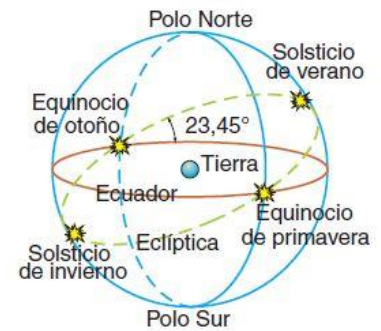 Polo Norte
Solsticio
de verano
Equinocio
de otoño
23,45°
Tierra
Ecuador
Equinocio
de primavera
Eclíptica
Solsticio
de invierno
Polo Sur